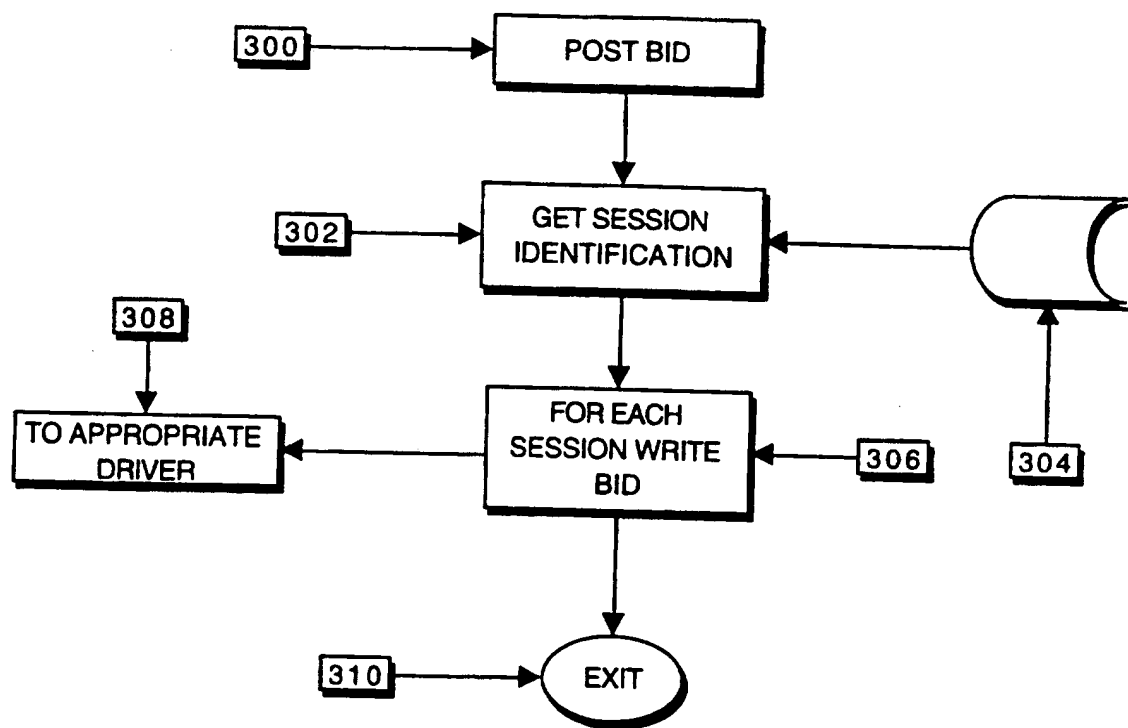 300
POST BID
302
GET SESSION
IDENTIFICATION
308
TO APPROPRIATE
DRIVER
FOR EACH
SESSION WRITE
BID
306
304
310
EXIT